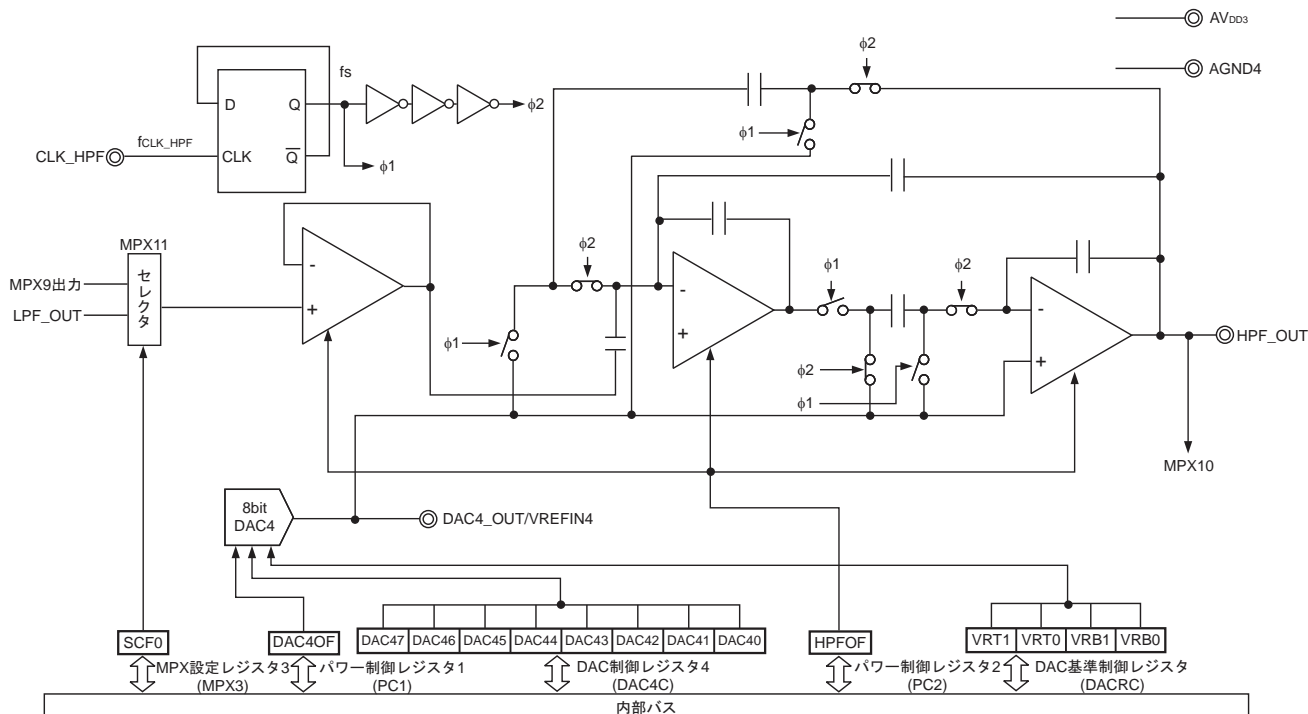 AVDD3
AGND4
D
Q
CLK
Q
fs
φ2
φ1
CLK_HPF
fCLK_HPF
φ2
φ1
MPX11
セレクタ
MPX9出力
LPF_OUT
-
+
φ2
φ1
-
+
φ1
φ2
φ2
φ1
-
+
HPF_OUT
MPX10
8bit
DAC4
DAC4_OUT/VREFIN4
SCF0
DAC4OF
DAC47 DAC46 DAC45 DAC44 DAC43 DAC42 DAC41 DAC40
HPFOF
VRT1 VRT0 VRB1 VRB0
MPX設定レジスタ3
(MPX3)
パワー制御レジスタ1
(PC1)
DAC制御レジスタ4
(DAC4C)
パワー制御レジスタ2
(PC2)
DAC基準制御レジスタ
(DACRC)
内部バス